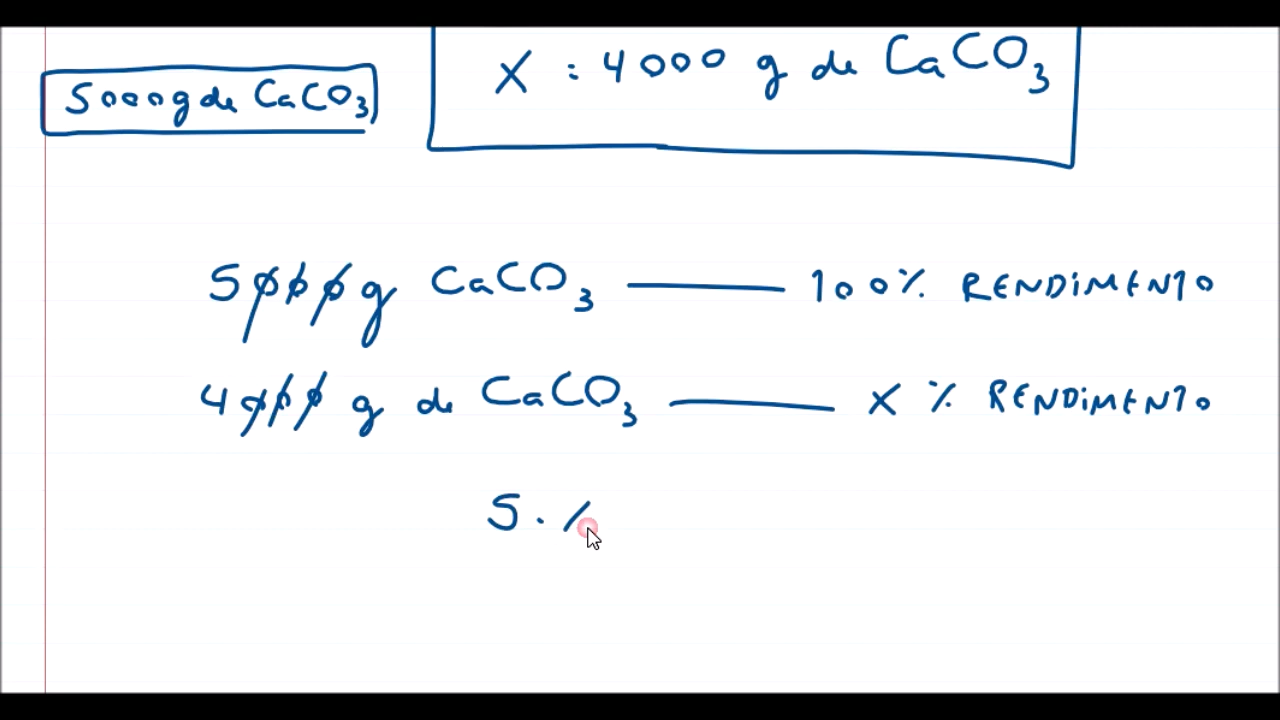 5000g de CaCO3
X : 4000 g de CaCO3
5000g CaCO3 —— 100% RENDIMENTO
4000 g de CaCO3 —— X % RENDIMENTO
5 .